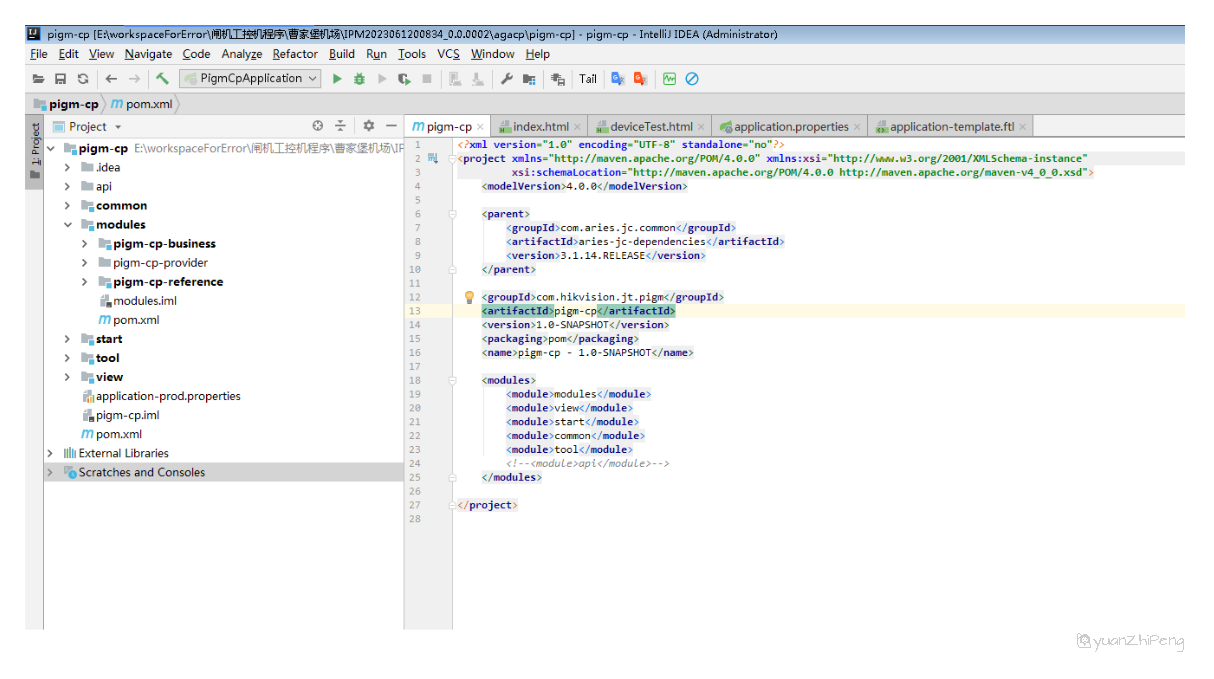 pigm-cp [E:\workspaceForError\闸机工控机程序\曹家堡机场\IPM2023061200834_0.0.0002\agacp\pigm-cp] - pigm-cp - IntelliJ IDEA (Administrator)
File Edit View Navigate Code Analyze Refactor Build Run Tools VCS Window Help
PigmCpApplication Tail
pigm-cp pom.xml
1: Project
Project
pigm-cp index.html deviceTest.html application.properties application-template.ftl
pigm-cp E:\workspaceForError\闸机工控机程序\曹家堡机场\IP
.idea
api
common
modules
pigm-cp-business
pigm-cp-provider
pigm-cp-reference
modules.iml
pom.xml
start
tool
view
application-prod.properties
pigm-cp.iml
pom.xml
External Libraries
Scratches and Consoles
1 <?xml version="1.0" encoding="UTF-8" standalone="no"?>
2 <project xmlns="http://maven.apache.org/POM/4.0.0" xmlns:xsi="http://www.w3.org/2001/XMLSchema-instance"
3 xsi:schemaLocation="http://maven.apache.org/POM/4.0.0 http://maven.apache.org/maven-v4_0_0.xsd">
4 <modelVersion>4.0.0</modelVersion>
5
6 <parent>
7 <groupId>com.aries.jc.common</groupId>
8 <artifactId>aries-jc-dependencies</artifactId>
9 <version>3.1.14.RELEASE</version>
10 </parent>
11
12 <groupId>com.hikvision.jt.pigm</groupId>
13 <artifactId>pigm-cp</artifactId>
14 <version>1.0-SNAPSHOT</version>
15 <packaging>pom</packaging>
16 <name>pigm-cp - 1.0-SNAPSHOT</name>
17
18 <modules>
19 <module>modules</module>
20 <module>view</module>
21 <module>start</module>
22 <module>common</module>
23 <module>tool</module>
24 <!--<module>api</module>-->
25 </modules>
26
27 </project>
28
yuanZhiPeng